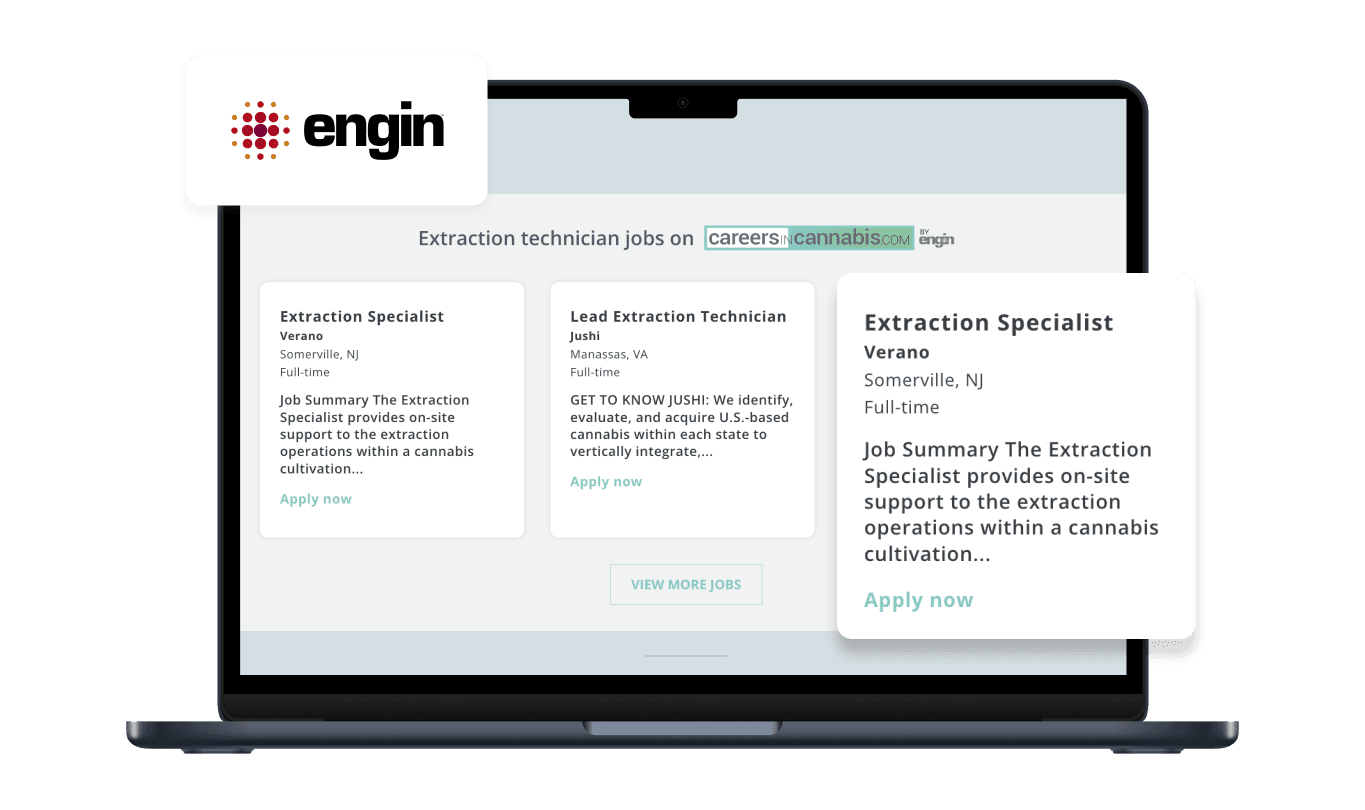 engin
Extraction technician jobs on careersINcannabis.COM BY engin
Extraction Specialist
Verano
Somerville, NJ
Full-time
Job Summary The Extraction
Specialist provides on-site
support to the extraction
operations within a cannabis
cultivation...
Apply now
Lead Extraction Technician
Jushi
Manassas, VA
Full-time
GET TO KNOW JUSHI: We identify,
evaluate, and acquire U.S.-based
cannabis within each state to
vertically integrate,...
Apply now
Extraction Specialist
Verano
Somerville, NJ
Full-time
Job Summary The Extraction
Specialist provides on-site
support to the extraction
operations within a cannabis
cultivation...
Apply now
VIEW MORE JOBS